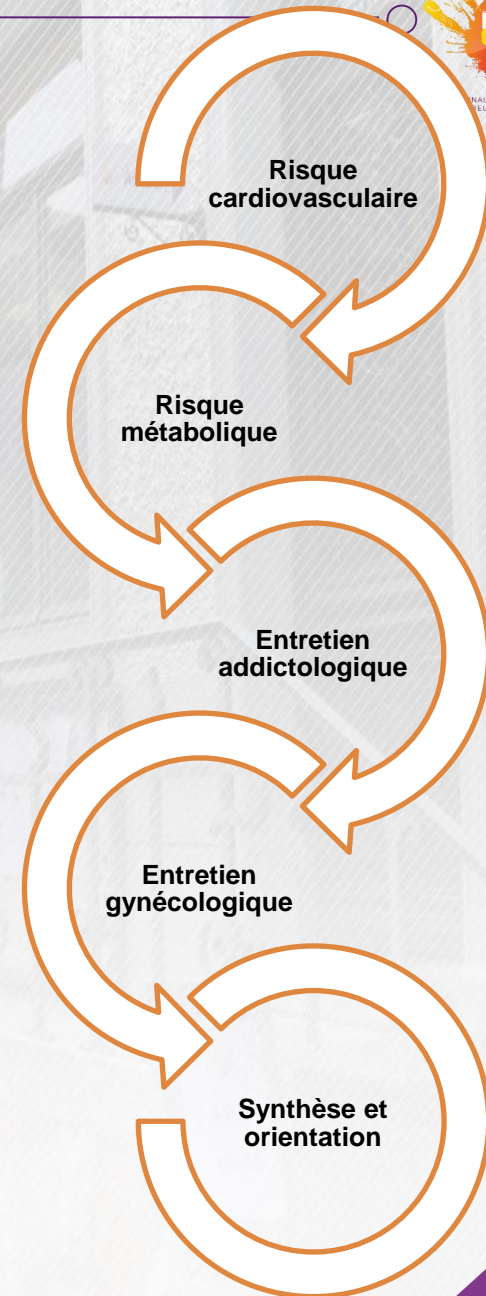 Risque
cardiovasculaire
Risque
métabolique
Entretien
addictologique
Entretien
gynécologique
Synthèse et
orientation